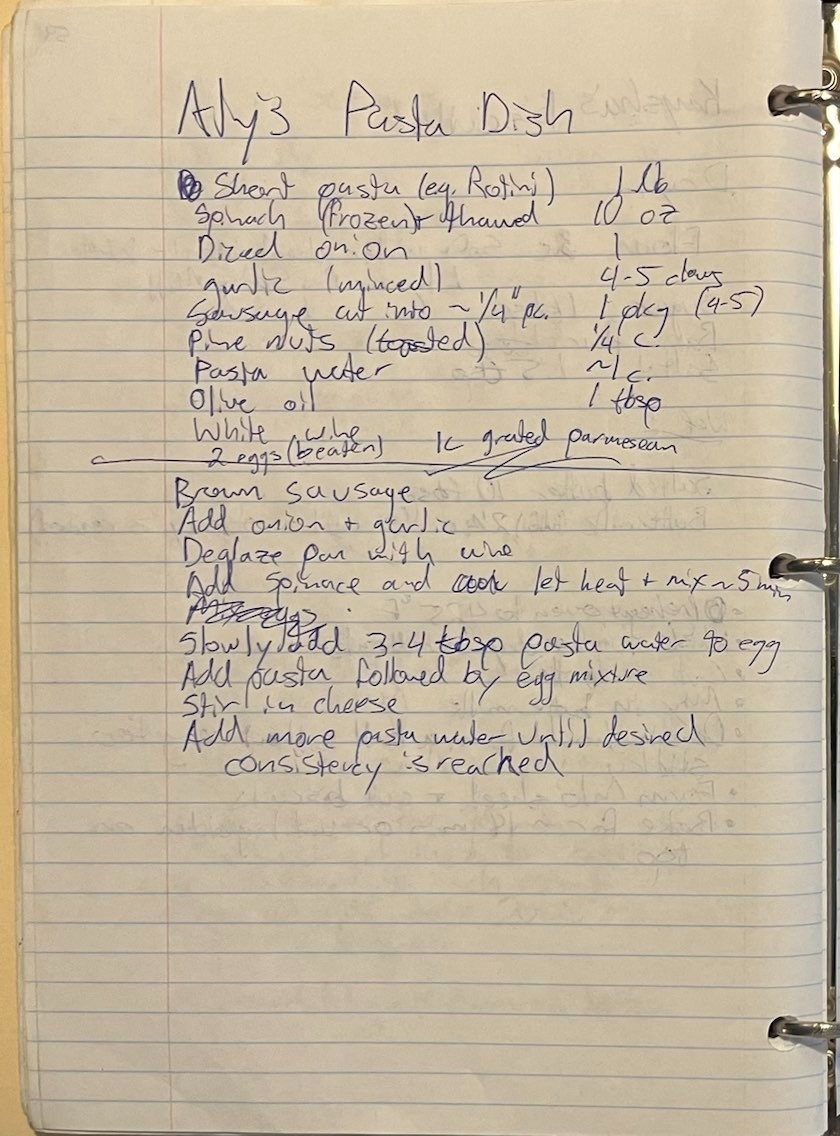 Aly's Pasta Dish
Short pasta (eg. Rotini) 1 lb
Spinach (frozen) + thawed 10 oz
Diced onion 1
garlic (minced) 4-5 cloves
Sausage cut into ~1/4" pc. 1 pkg (4-5)
Pine nuts (toasted) 1/4 c.
Pasta water ~1 c.
Olive oil 1 tbsp
White wine
2 eggs (beaten) 1c grated parmesean
Brown sausage
Add onion + garlic
Deglaze pan with wine
Add spinace and let heat + mix ~5 min
Slowly add 3-4 tbsp pasta water to egg
Add pasta followed by egg mixture
Stir in cheese
Add more pasta water until desired
consistency is reached